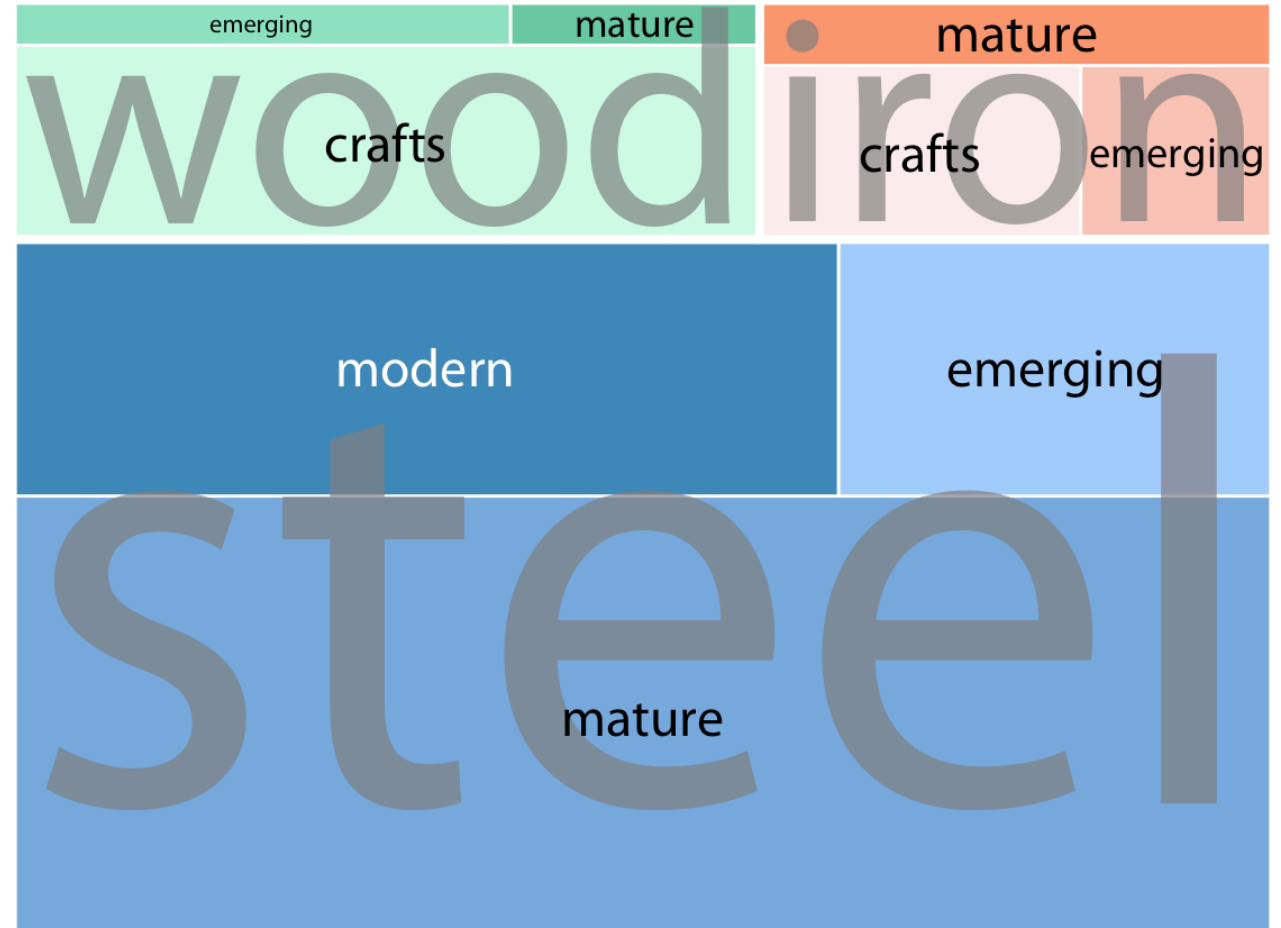 emerging
mature
wood
crafts
mature
iron
crafts
emerging
modern
emerging
steel
mature